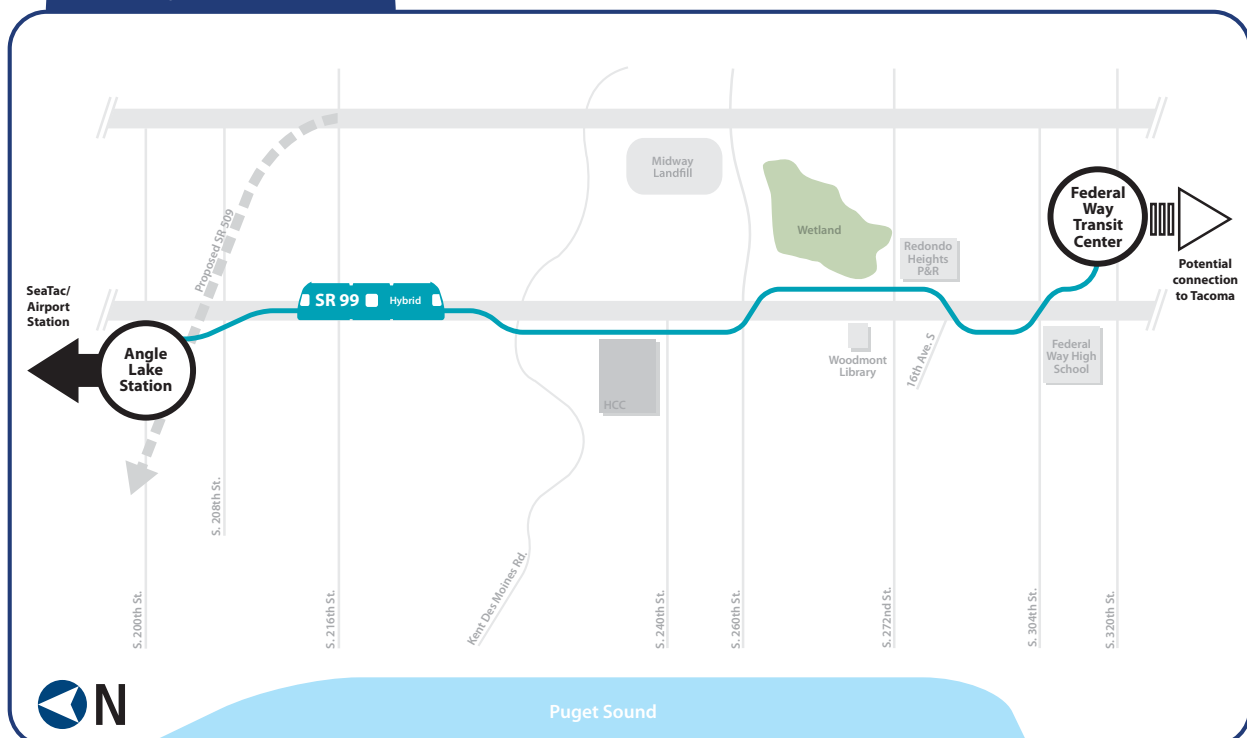 Midway
Landfill
Proposed SR 509
Wetland
Federal
Way
Transit
Center
Redondo
Heights
P&R
Potential
connection
to Tacoma
SeaTac/
Airport
Station
SR 99
Hybrid
Angle
Lake
Station
Woodmont
Library
16th Ave. S
Federal
Way High
School
HCC
S. 208th St.
S. 200th St.
S. 216th St.
Kent Des Moines Rd.
S. 240th St.
S. 260th St.
S. 272nd St.
S. 304th St.
S. 320th St.
N
Puget Sound